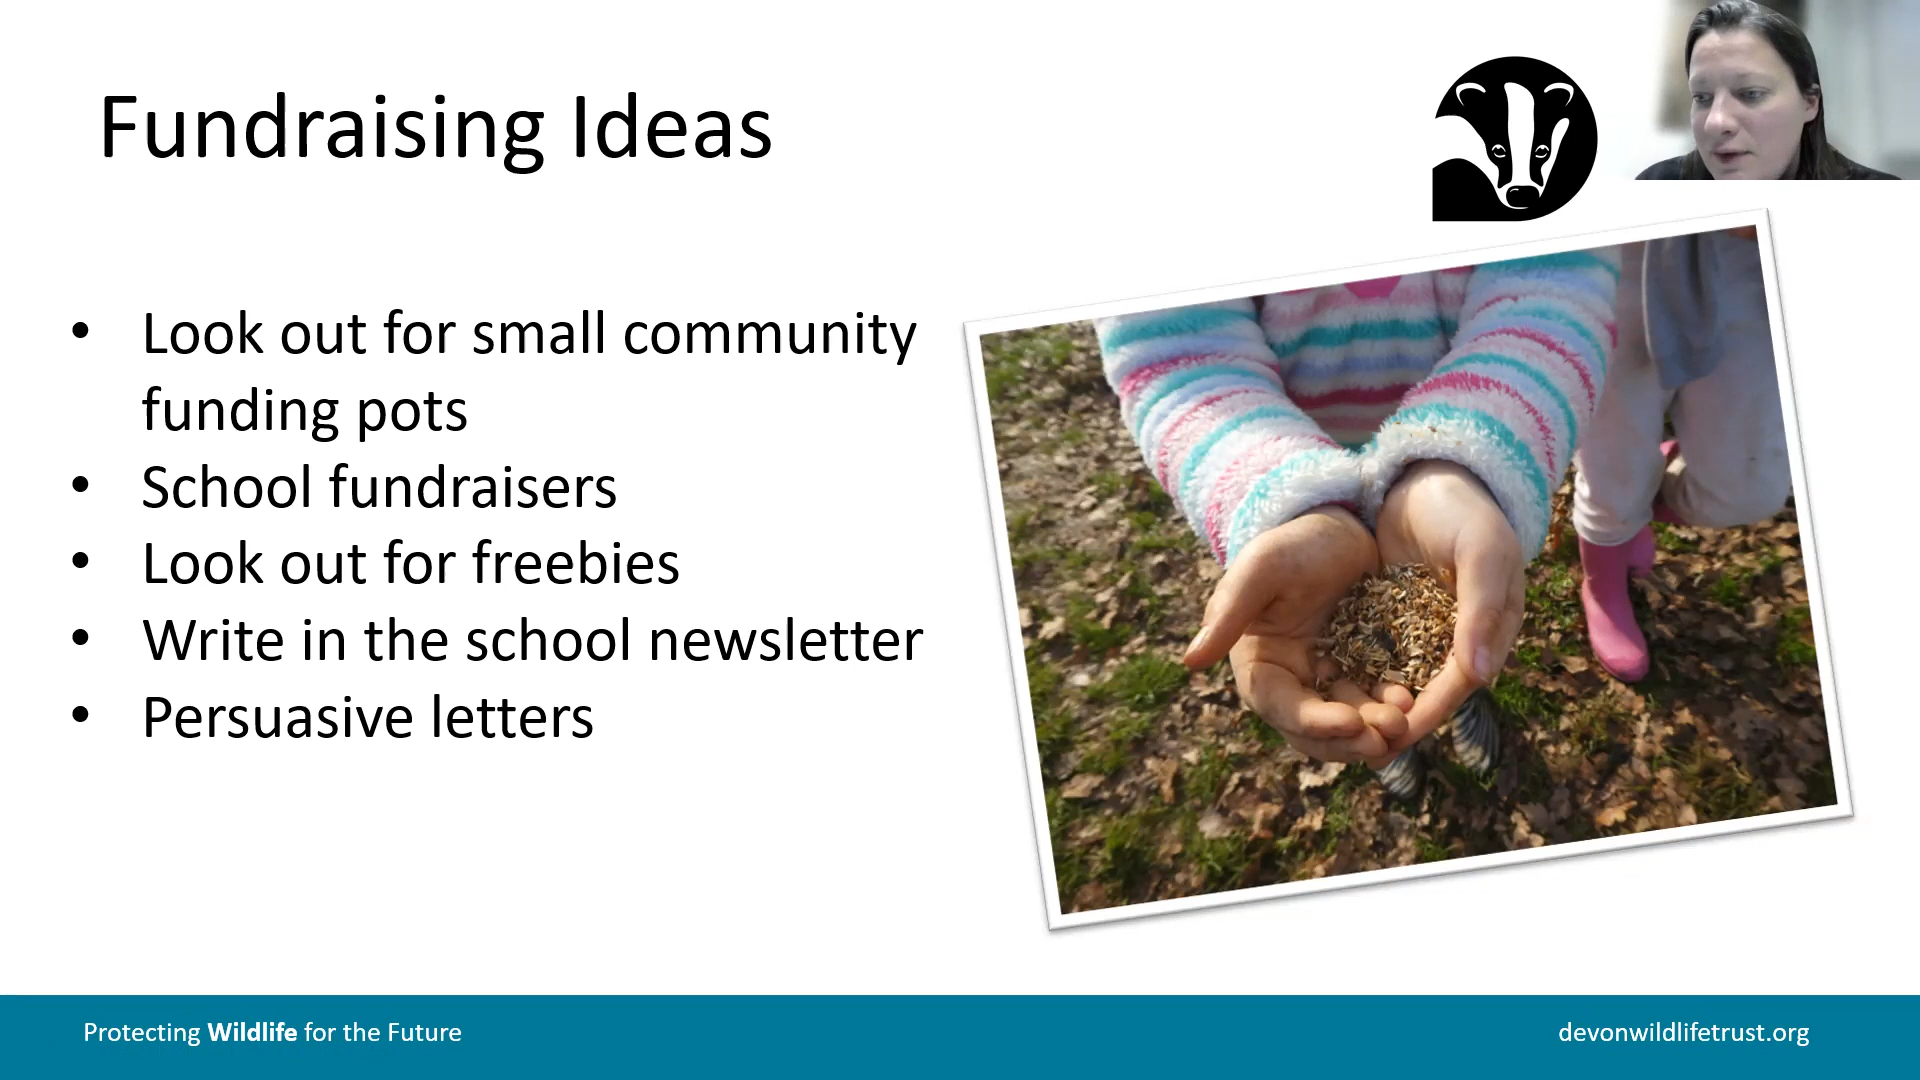 Fundraising Ideas
• Look out for small community
funding pots
• School fundraisers
• Look out for freebies
• Write in the school newsletter
• Persuasive letters
Protecting Wildlife for the Future
devonwildlifetrust.org